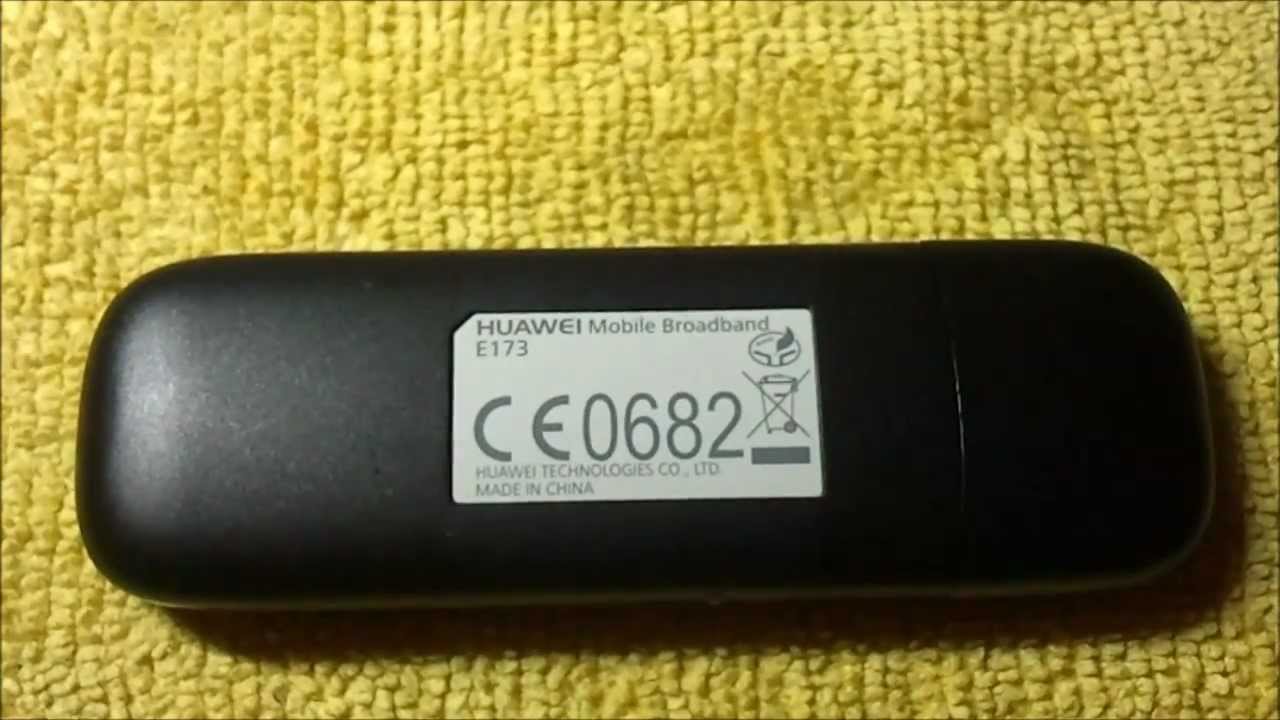 HUAWEI Mobile Broadband
E173
CE0682
HUAWEI TECHNOLOGIES CO., LTD.
MADE IN CHINA